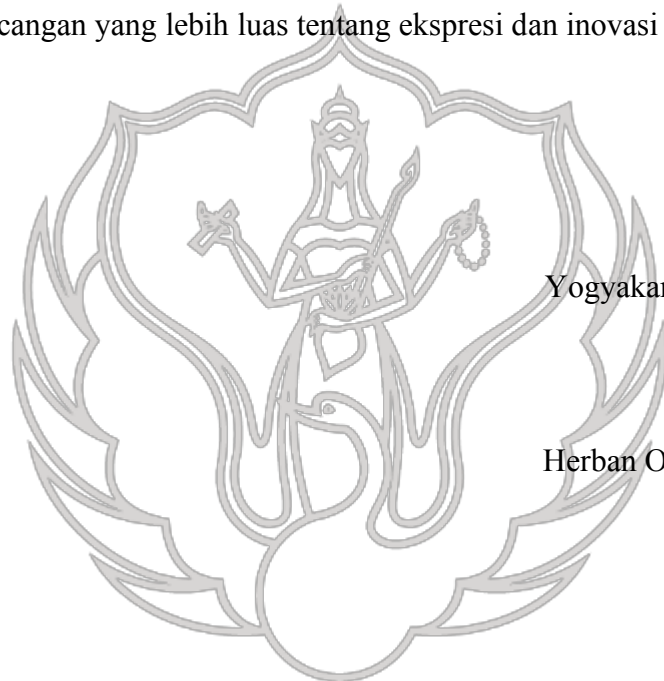 cangan yang lebih luas tentang ekspresi dan inovasi
Yogyakar
Herban O